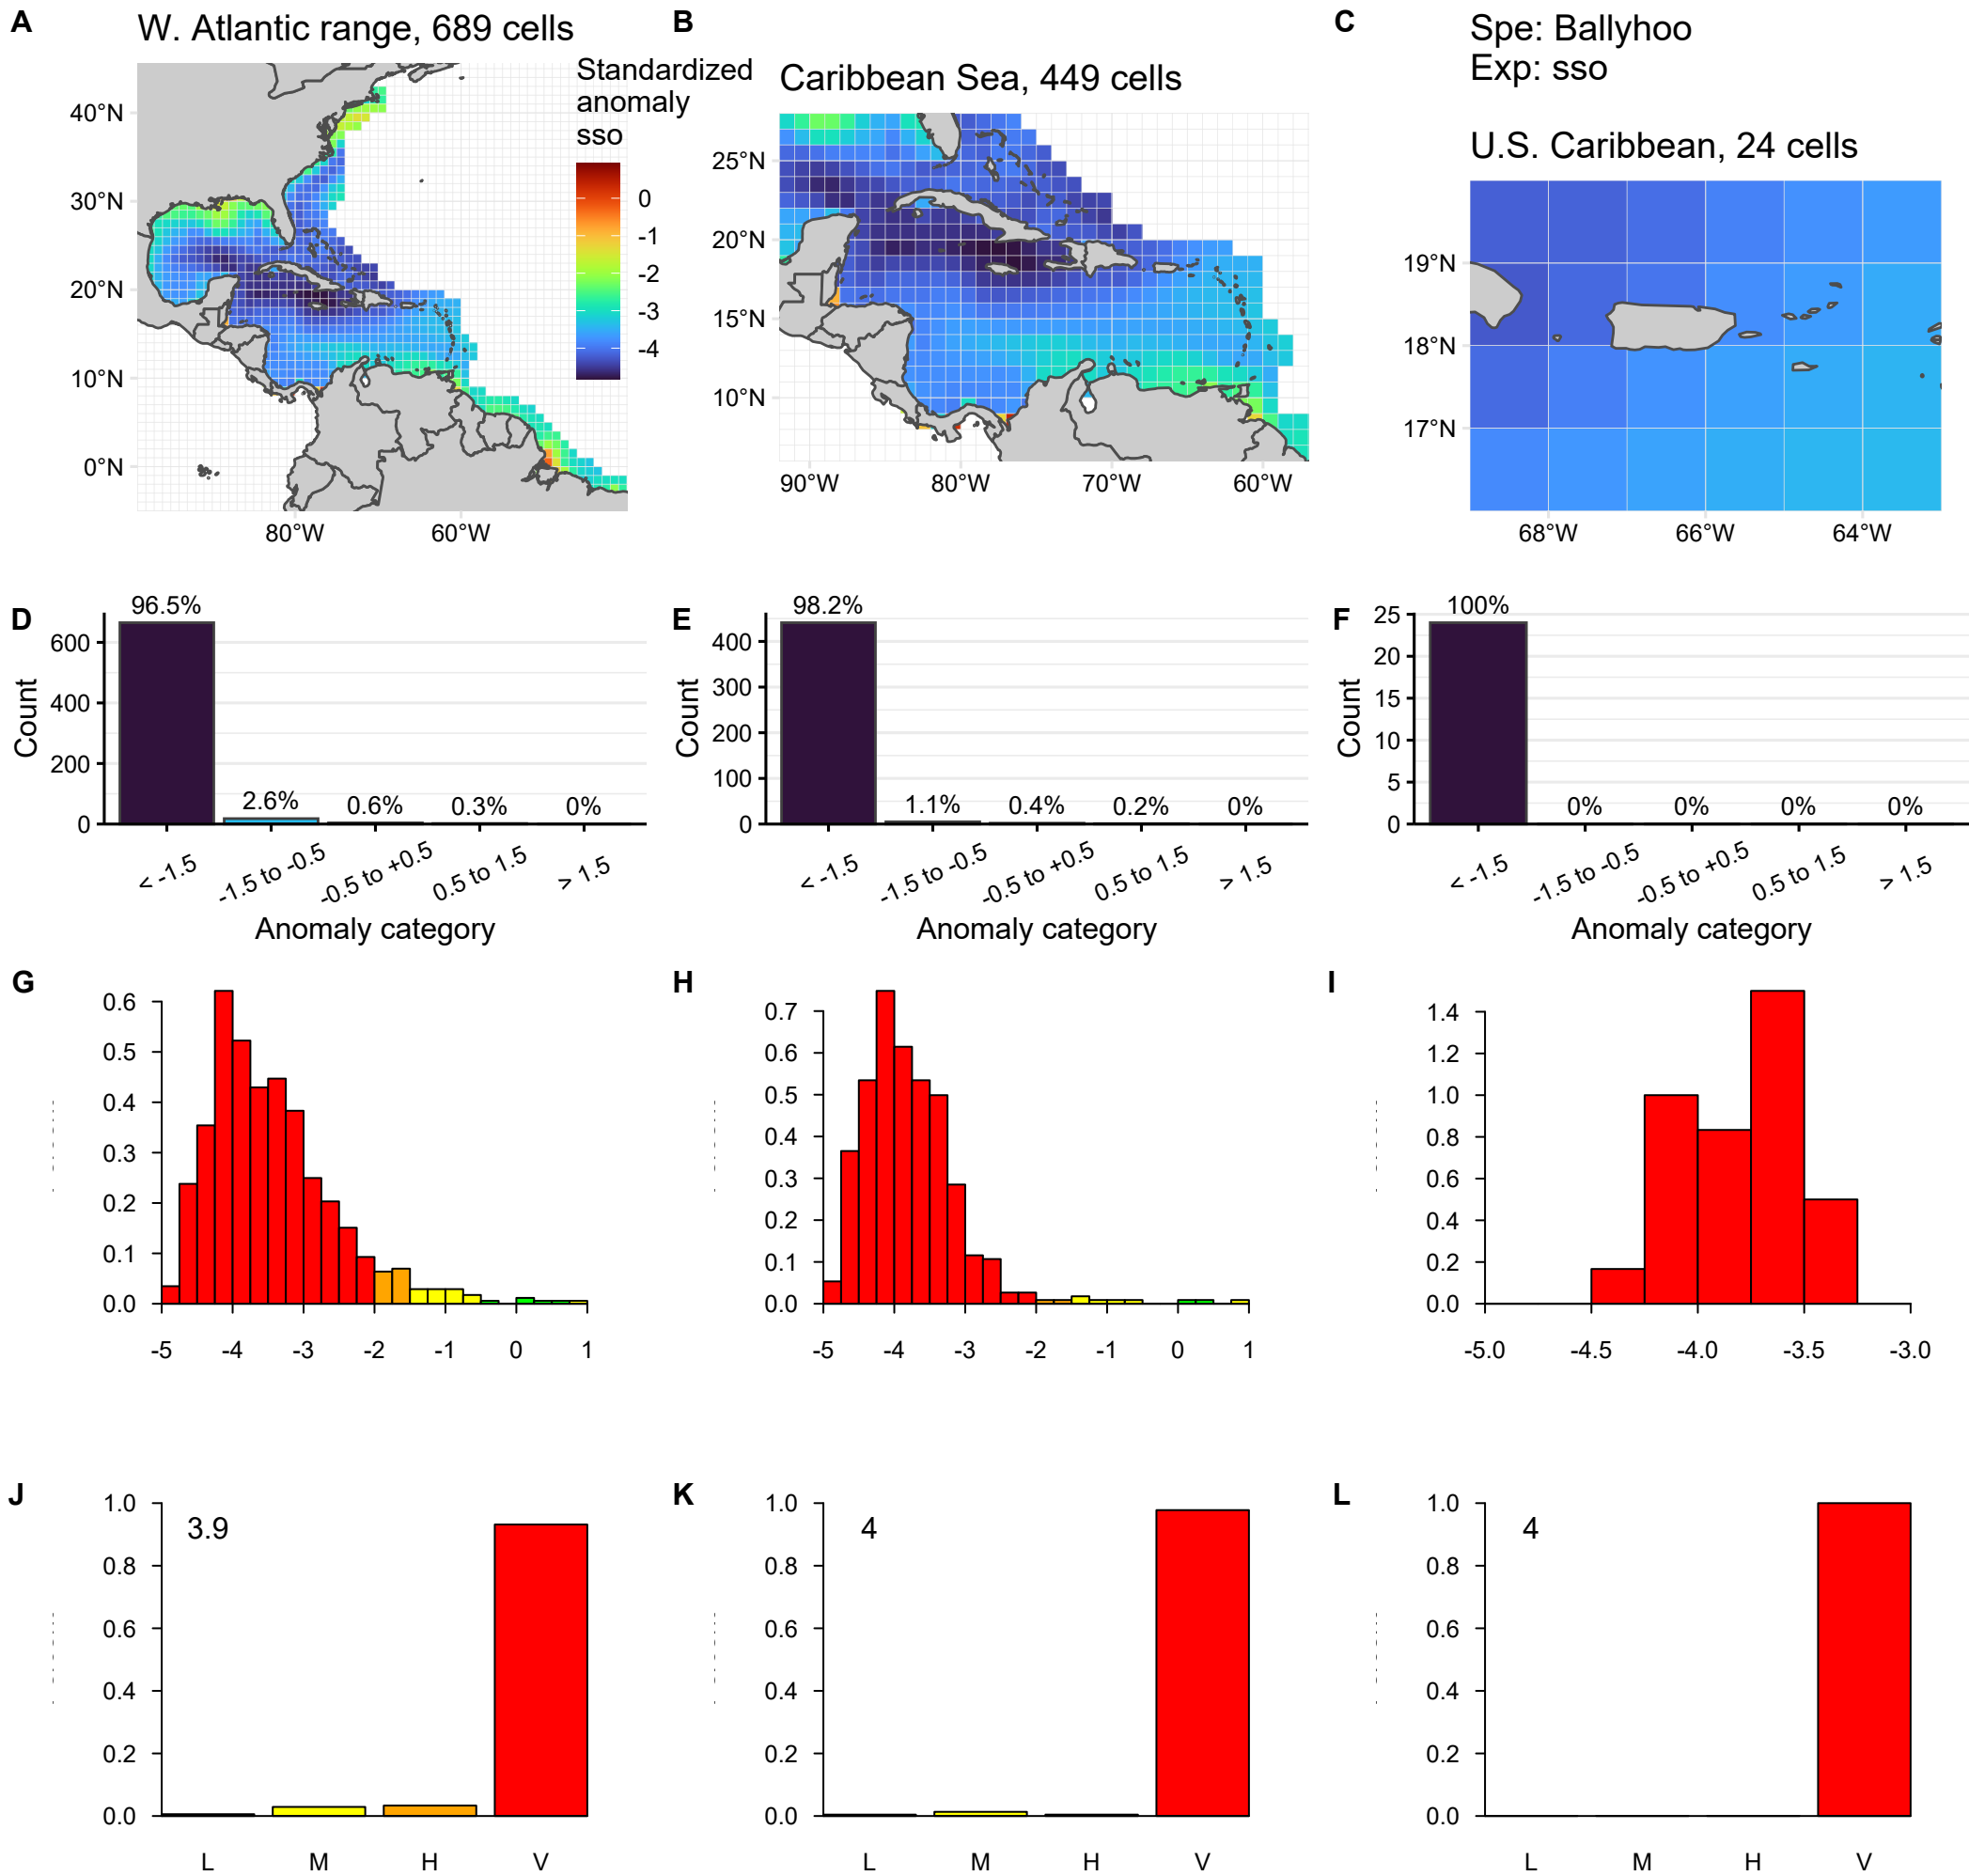 A
W. Atlantic range, 689 cells
Standardized
anomaly
sso
0
-1
-2
-3
-4
40°N
30°N
20°N
10°N
0°N
80°W
60°W
B
Caribbean Sea, 449 cells
25°N
20°N
15°N
10°N
90°W
80°W
70°W
60°W
C
Spe: Ballyhoo
Exp: sso
U.S. Caribbean, 24 cells
19°N
18°N
17°N
68°W
66°W
64°W
D
Count
600
400
200
0
96.5%
2.6%
0.6%
0.3%
0%
< -1.5
-1.5 to -0.5
-0.5 to +0.5
0.5 to 1.5
> 1.5
Anomaly category
E
Count
400
300
200
100
0
98.2%
1.1%
0.4%
0.2%
0%
< -1.5
-1.5 to -0.5
-0.5 to +0.5
0.5 to 1.5
> 1.5
Anomaly category
F
Count
25
20
15
10
5
0
100%
0%
0%
0%
0%
< -1.5
-1.5 to -0.5
-0.5 to +0.5
0.5 to 1.5
> 1.5
Anomaly category
G
0.6
0.5
0.4
0.3
0.2
0.1
0.0
-5
-4
-3
-2
-1
0
1
H
0.7
0.6
0.5
0.4
0.3
0.2
0.1
0.0
-5
-4
-3
-2
-1
0
1
I
1.4
1.2
1.0
0.8
0.6
0.4
0.2
0.0
-5.0
-4.5
-4.0
-3.5
-3.0
J
3.9
1.0
0.8
0.6
0.4
0.2
0.0
L
M
H
V
K
4
1.0
0.8
0.6
0.4
0.2
0.0
L
M
H
V
L
4
1.0
0.8
0.6
0.4
0.2
0.0
L
M
H
V